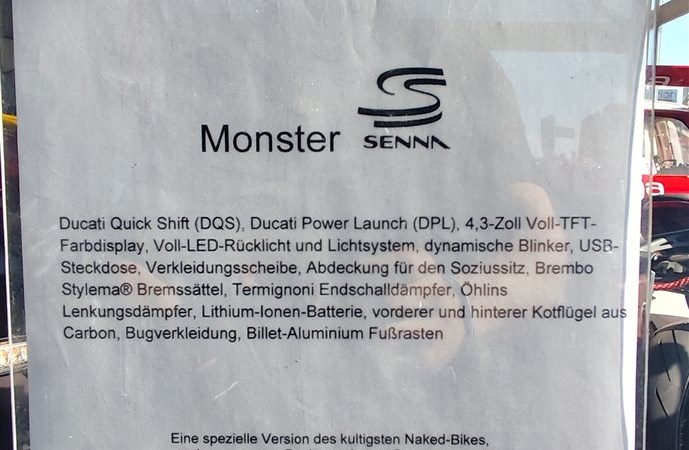 Monster SENNA
Ducati Quick Shift (DQS), Ducati Power Launch (DPL), 4,3-Zoll Voll-TFT-
Farbdisplay, Voll-LED-Rücklicht und Lichtsystem, dynamische Blinker, USB-
Steckdose, Verkleidungsscheibe, Abdeckung für den Soziussitz, Brembo
Stylema® Bremssättel, Termignoni Endschalldämpfer, Öhlins
Lenkungsdämpfer, Lithium-Ionen-Batterie, vorderer und hinterer Kotflügel aus
Carbon, Bugverkleidung, Billet-Aluminium Fußrasten
Eine spezielle Version des kultigsten Naked-Bikes,